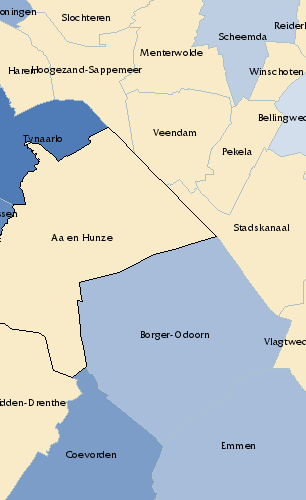 oningen
Slochteren
Reiderl
Scheemda
Menterwolde
Haren
Hoogezand-Sappemeer
Winschoten
Bellingwed
Veendam
Tynaarlo
Pekela
ssen
Stadskanaal
Aa en Hunze
Borger-Odoorn
Vlagtwed
idden-Drenthe
Emmen
Coevorden